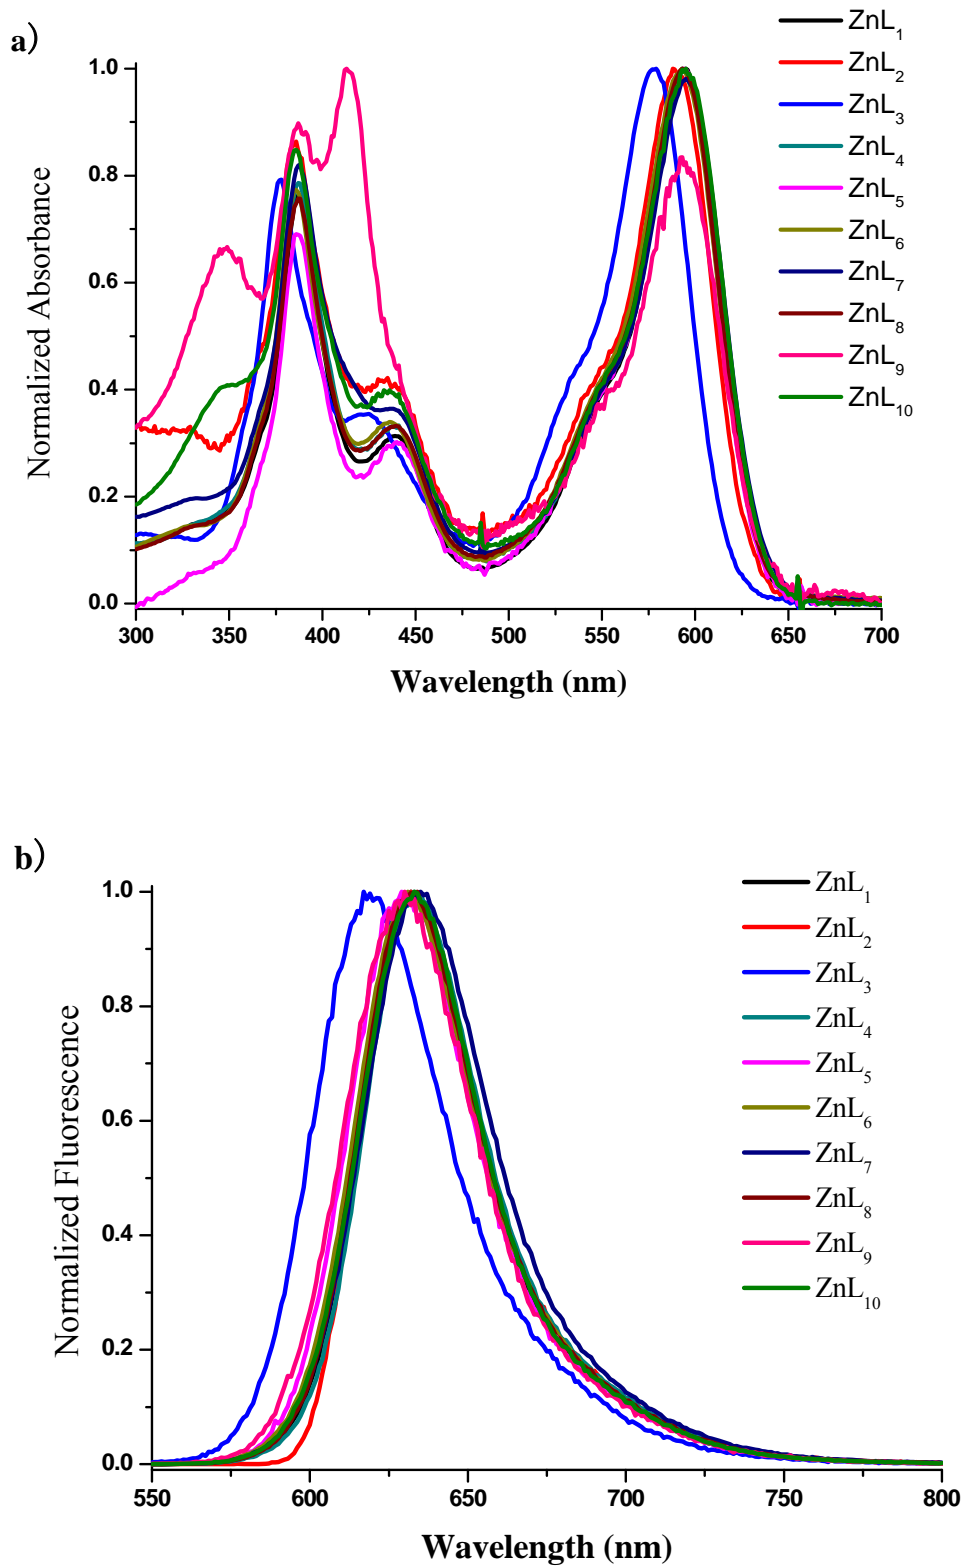 a)
ZnL1
ZnL2
ZnL3
ZnL4
ZnL5
ZnL6
ZnL7
ZnL8
ZnL9
ZnL10
1.0
0.8
0.6
0.4
0.2
0.0
Normalized Absorbance
300 350 400 450 500 550 600 650 700
Wavelength (nm)
b)
ZnL1
ZnL2
ZnL3
ZnL4
ZnL5
ZnL6
ZnL7
ZnL8
ZnL9
ZnL10
1.0
0.8
0.6
0.4
0.2
0.0
Normalized Fluorescence
550 600 650 700 750 800
Wavelength (nm)